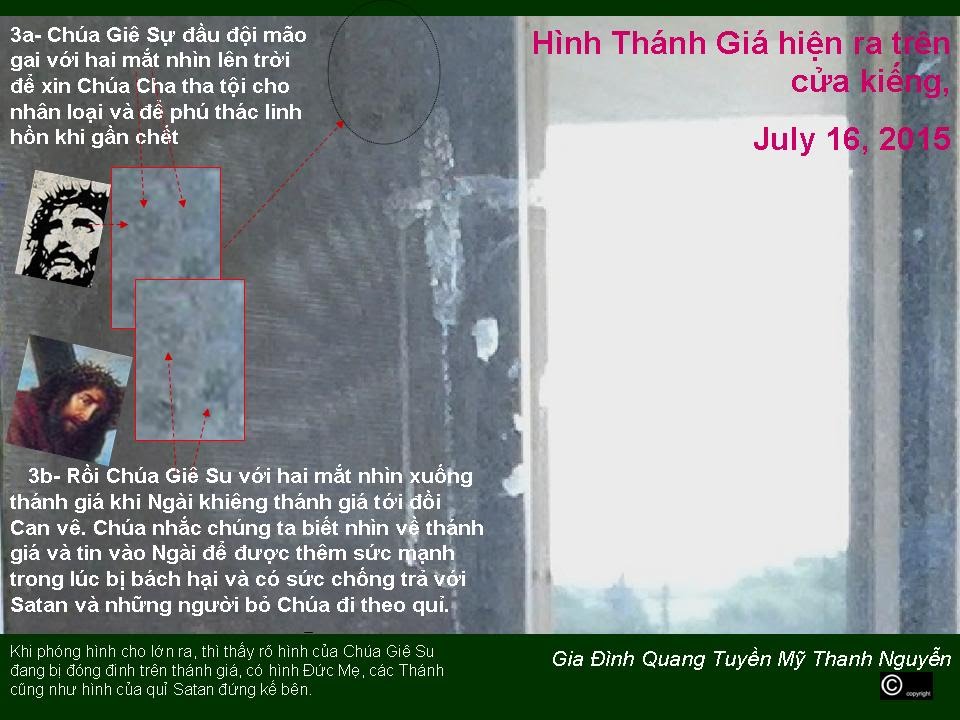 3a- Chúa Giê Sự đầu đội mão
gai với hai mắt nhìn lên trời
để xin Chúa Cha tha tội cho
nhân loại và để phú thác linh
hồn khi gần chết
Hình Thánh Giá hiện ra trên
cửa kiếng,
July 16, 2015
3b- Rồi Chúa Giê Su với hai mắt nhìn xuống
thánh giá khi Ngài khiêng thánh giá tới đồi
Can vê. Chúa nhắc chúng ta biết nhìn về thánh
giá và tin vào Ngài để được thêm sức mạnh
trong lúc bị bách hại và có sức chống trả với
Satan và những người bỏ Chúa đi theo quỉ.
Khi phóng hình cho lớn ra, thì thấy rõ hình của Chúa Giê Su
đang bị đóng đinh trên thánh giá, có hình Đức Mẹ, các Thánh
cũng như hình của quỉ Satan đứng kế bên.
Gia Đình Quang Tuyền Mỹ Thanh Nguyễn
© copyright